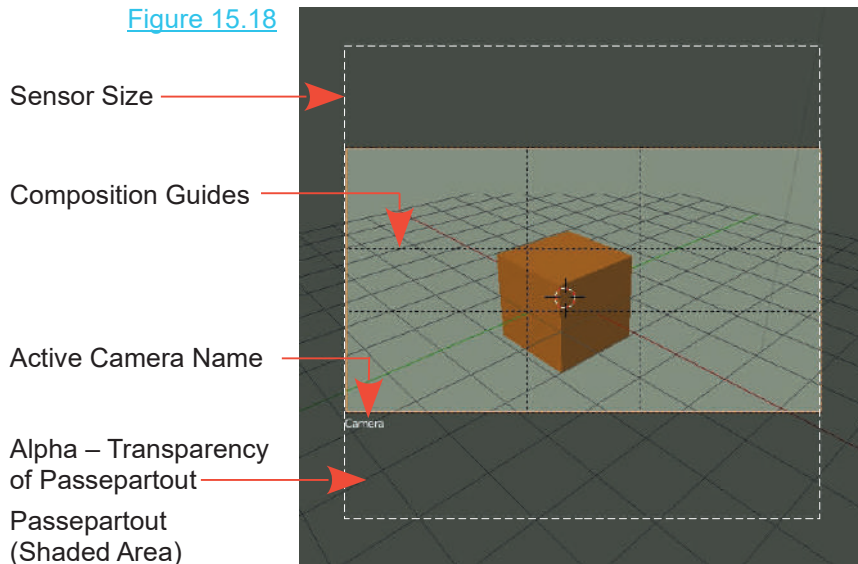 Figure 15.18
Sensor Size
Composition Guides
Active Camera Name
Camera
Alpha – Transparency
of Passepartout
Passepartout
(Shaded Area)